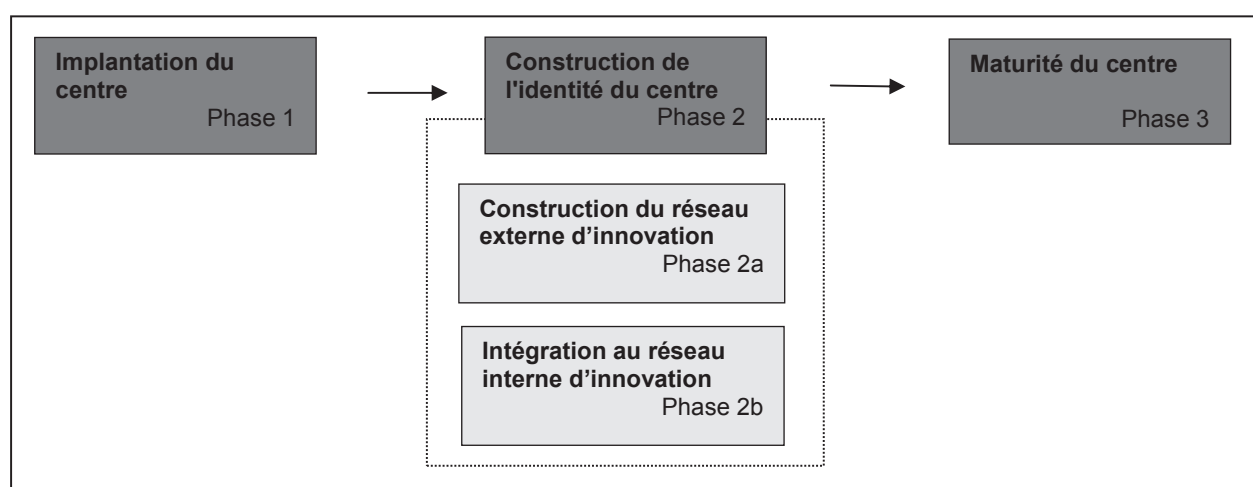 Implantation du
centre
Phase 1
Construction de
l'identité du centre
Phase 2
Maturité du centre
Phase 3
Construction du réseau
externe d’innovation
Phase 2a
Intégration au réseau
interne d’innovation
Phase 2b